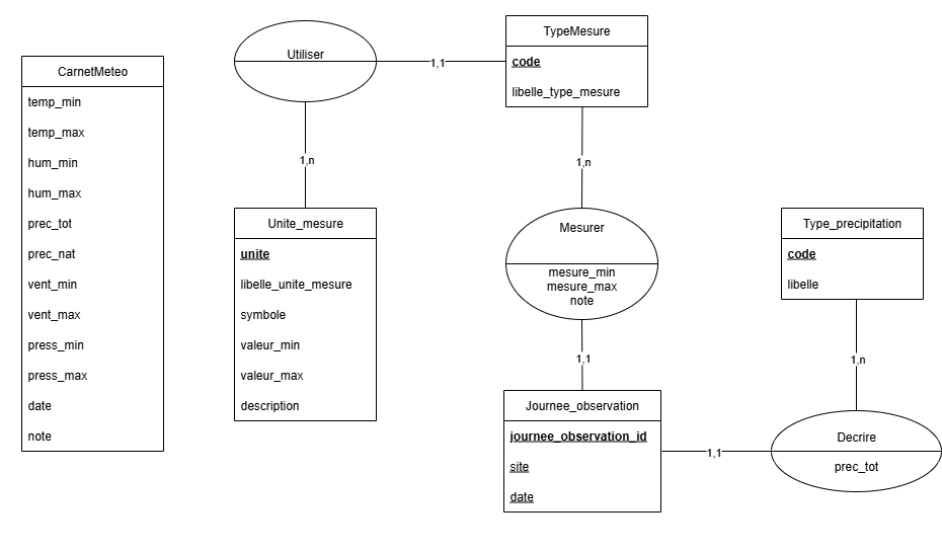 CarnetMeteo
temp_min
temp_max
hum_min
hum_max
prec_tot
prec_nat
vent_min
vent_max
press_min
press_max
date
note
Utiliser
1,1
1,n
TypeMesure
code
libelle_type_mesure
1,n
Unite_mesure
unite
libelle_unite_mesure
symbole
valeur_min
valeur_max
description
Mesurer
mesure_min
mesure_max
note
1,1
Type_precipitation
code
libelle
1,n
Journee_observation
journee_observation_id
site
date
1,1
Decrire
prec_tot